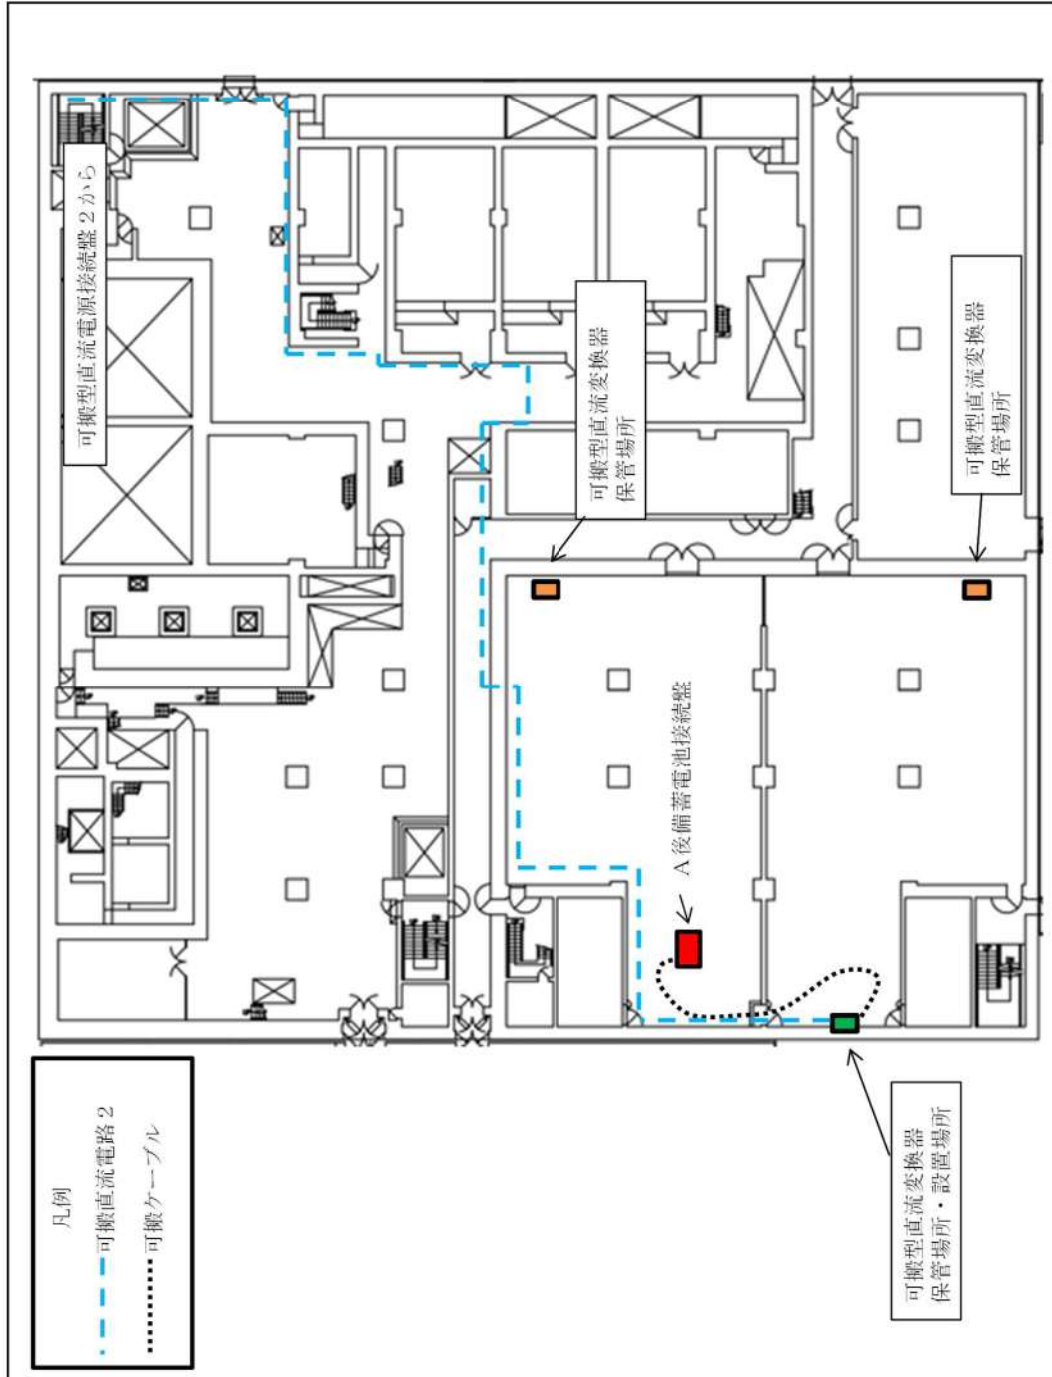 凡例
可搬直流電路２
可搬ケーブル
可搬型直流電源接続盤２から
可搬型直流変換器
保管場所
可搬型直流変換器
保管場所
A後備蓄電池接続盤
可搬型直流変換器
保管場所・設置場所